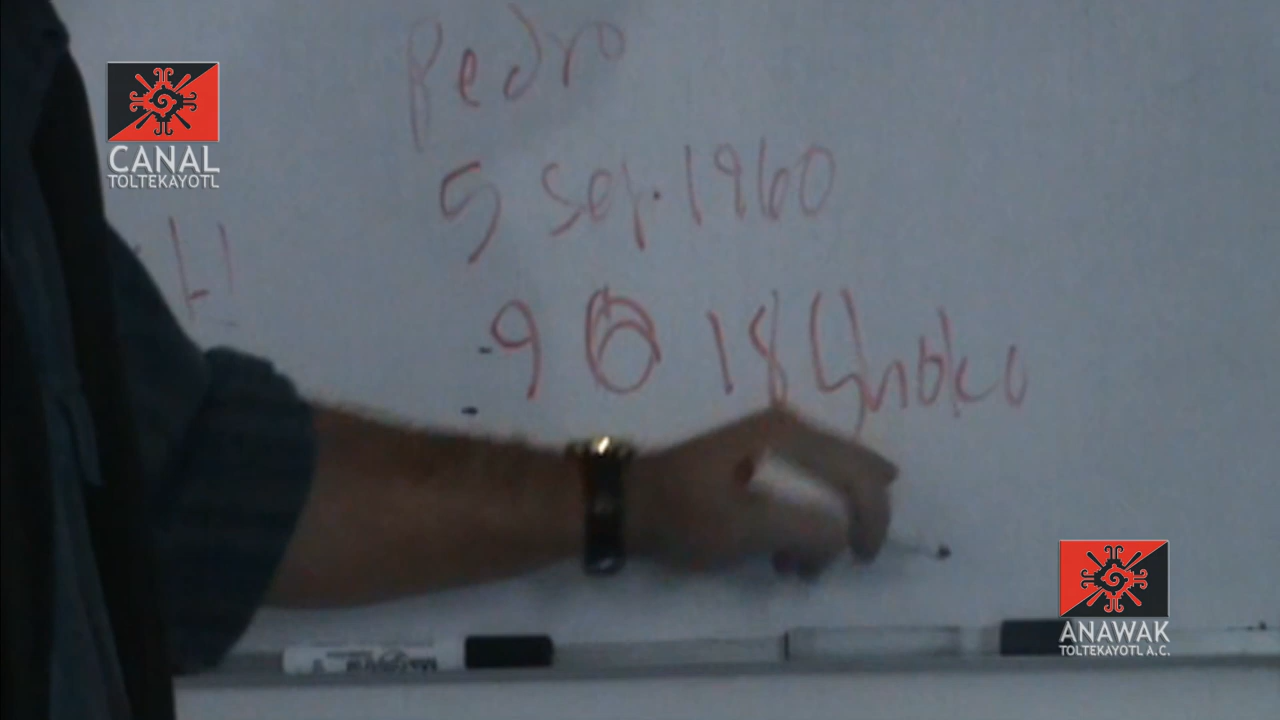 CANAL
TOLTEKAYOTL
Pedro
5 Sep. 1960
9 18
ANAWAK
TOLTEKAYOTL A.C.